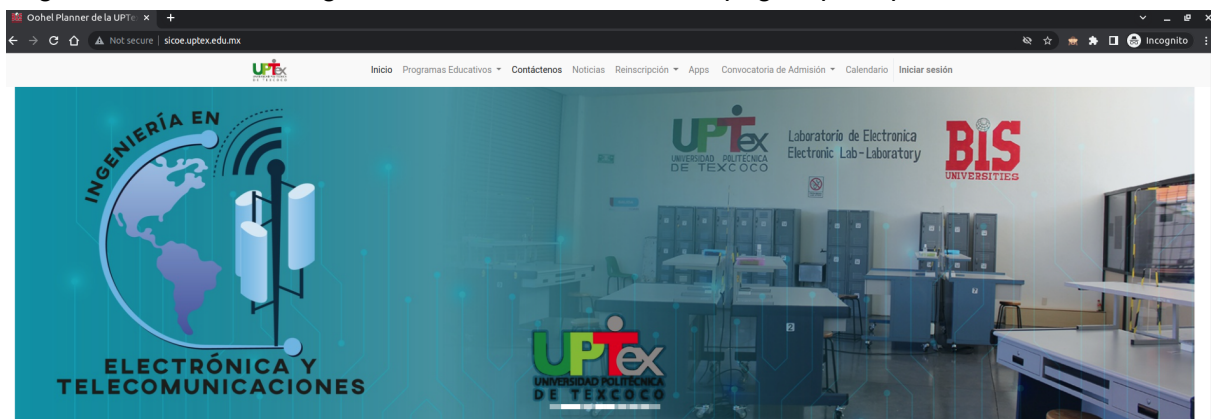 Oohel Planner de la UPTe
Not secure | sicoe.uptex.edu.mx
Incognito
UPTex
Inicio Programas Educativos Contáctenos Noticias Reinscripción Apps Convocatoria de Admisión Calendario Iniciar sesión
INGENIERÍA EN
ELECTRÓNICA Y
TELECOMUNICACIONES
UPTex
UNIVERSIDAD POLITECNICA
DE TEXCOCO
Laboratorio de Electronica
Electronic Lab-Laboratory
BIS
UNIVERSITIES
2
UPTex
UNIVERSIDAD POLITECNICA
DE TEXCOCO